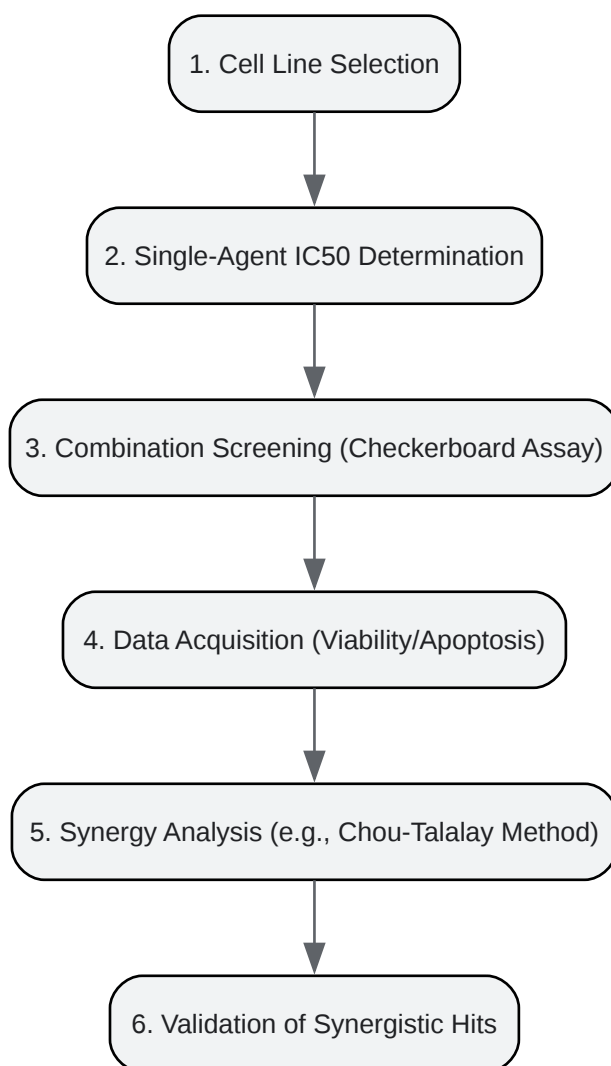 1. Cell Line Selection
2. Single-Agent IC50 Determination
3. Combination Screening (Checkerboard Assay)
4. Data Acquisition (Viability/Apoptosis)
5. Synergy Analysis (e.g., Chou-Talalay Method)
6. Validation of Synergistic Hits